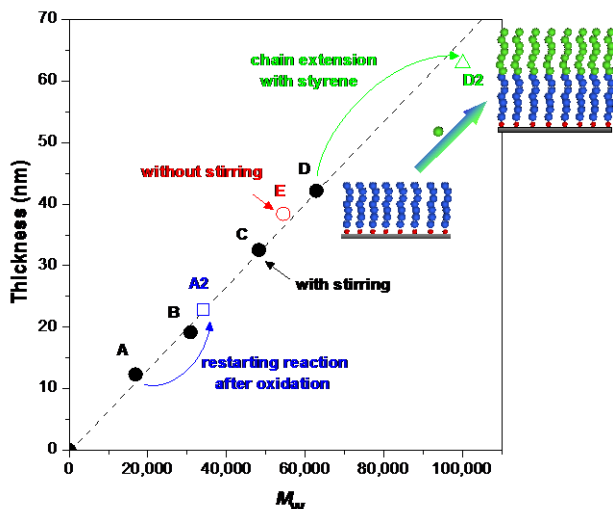 70
60
50
40
30
20
10
0
Thickness (nm)
chain extension
with styrene
D2
D
without stirring
E
C
with stirring
A2
B
A
restarting reaction
after oxidation
0
20,000
40,000
60,000
80,000
100,000
Mw